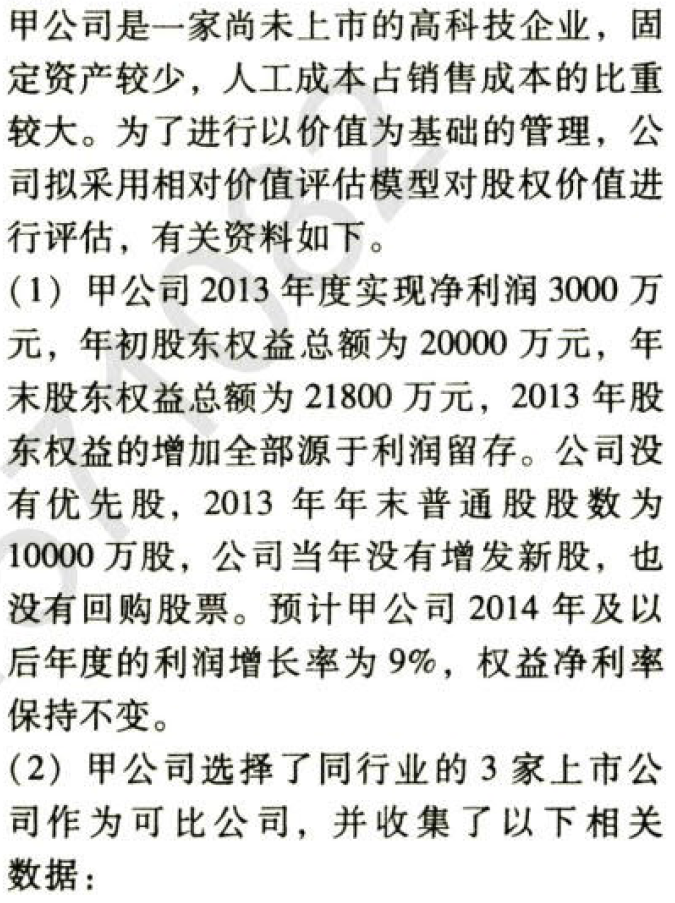 甲公司是一家尚未上市的高科技企业，固
定资产较少，人工成本占销售成本的比重
较大。为了进行以价值为基础的管理，公
司拟采用相对价值评估模型对股权价值进
行评估，有关资料如下。
(1) 甲公司 2013 年度实现净利润 3000 万
元，年初股东权益总额为 20000 万元，年
末股东权益总额为 21800 万元，2013 年股
东权益的增加全部源于利润留存。公司没
有优先股，2013 年年末普通股股数为
10000 万股，公司当年没有增发新股，也
没有回购股票。预计甲公司 2014 年及以
后年度的利润增长率为 9%，权益净利率
保持不变。
(2) 甲公司选择了同行业的 3 家上市公
司作为可比公司，并收集了以下相关
数据：